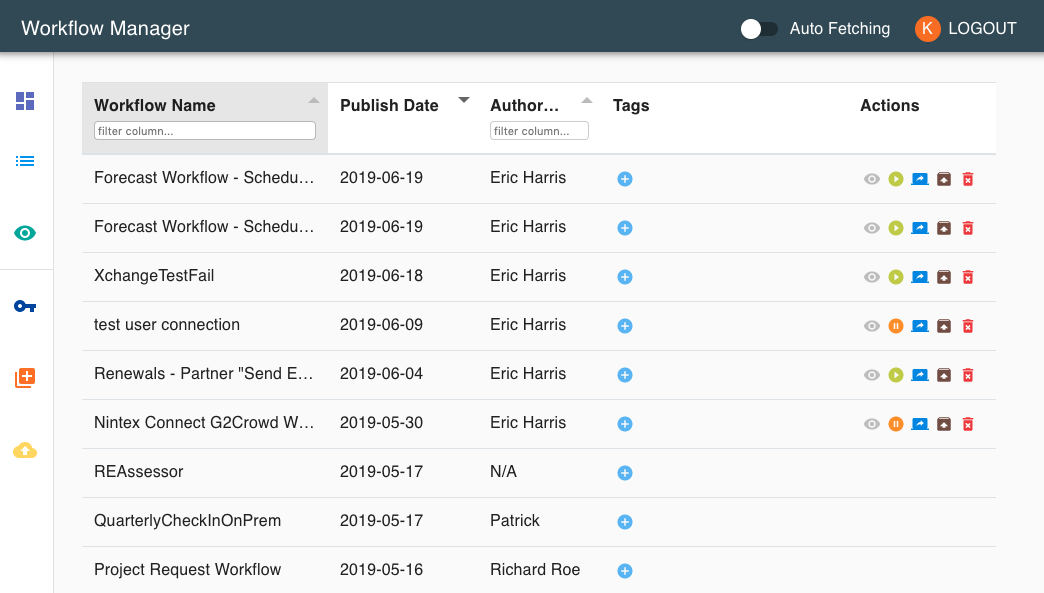 Workflow Manager
Auto Fetching
K LOGOUT
Workflow Name Publish Date Author... Tags Actions
filter column... filter column...
Forecast Workflow - Schedu... 2019-06-19 Eric Harris
Forecast Workflow - Schedu... 2019-06-19 Eric Harris
XchangeTestFail 2019-06-18 Eric Harris
test user connection 2019-06-09 Eric Harris
Renewals - Partner "Send E... 2019-06-04 Eric Harris
Nintex Connect G2Crowd W... 2019-05-30 Eric Harris
REAssessor 2019-05-17 N/A
QuarterlyCheckInOnPrem 2019-05-17 Patrick
Project Request Workflow 2019-05-16 Richard Roe